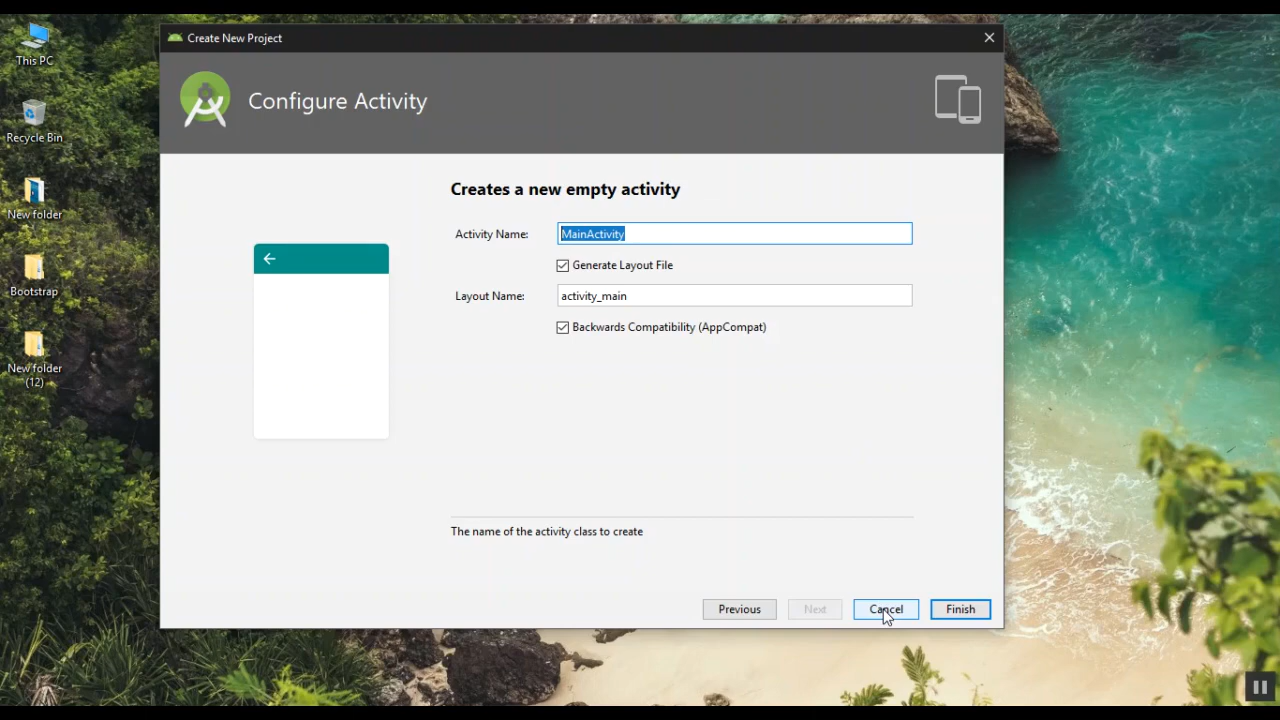 This PC
Recycle Bin
New folder
Bootstrap
New folder
(12)
Create New Project
Configure Activity
Creates a new empty activity
Activity Name: MainActivity
Generate Layout File
Layout Name: activity_main
Backwards Compatibility (AppCompat)
The name of the activity class to create
Previous Next Cancel Finish